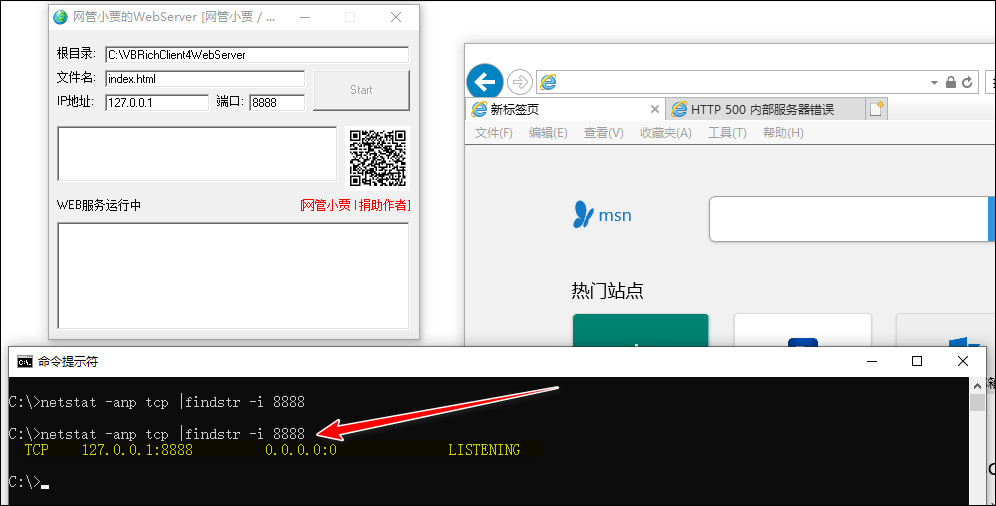 网管小贾的WebServer [网管小贾 / ...
根目录: C:\VBRichClient4WebServer
文件名: index.html
IP地址: 127.0.0.1 端口: 8888
Start
WEB服务运行中 [网管小贾 | 捐助作者]
新标签页
HTTP 500 内部服务器错误
文件(F) 编辑(E) 查看(V) 收藏夹(A) 工具(T) 帮助(H)
msn
热门站点
命令提示符
C:\>netstat -anp tcp |findstr -i 8888
C:\>netstat -anp tcp |findstr -i 8888
TCP 127.0.0.1:8888 0.0.0.0:0 LISTENING
C:\>